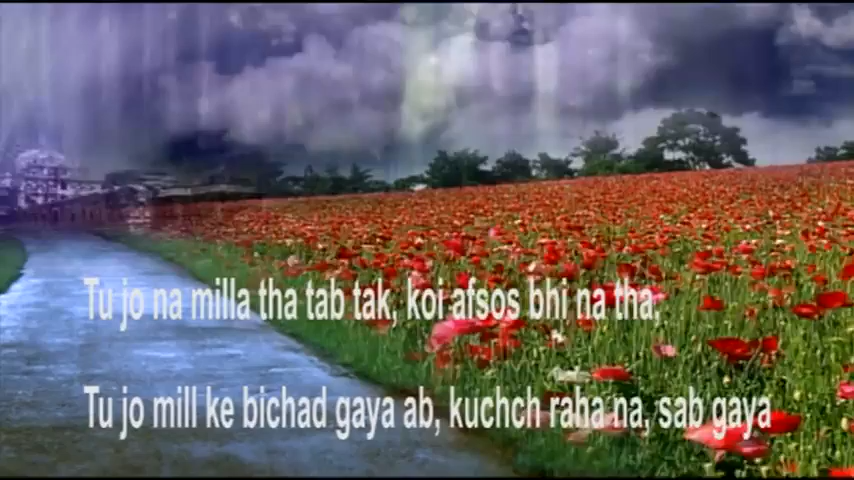 Tu jo na milla tha tab tak, koi afsos bhi na tha,
Tu jo mill ke bichad gaya ab, kuchch raha na, sab gaya